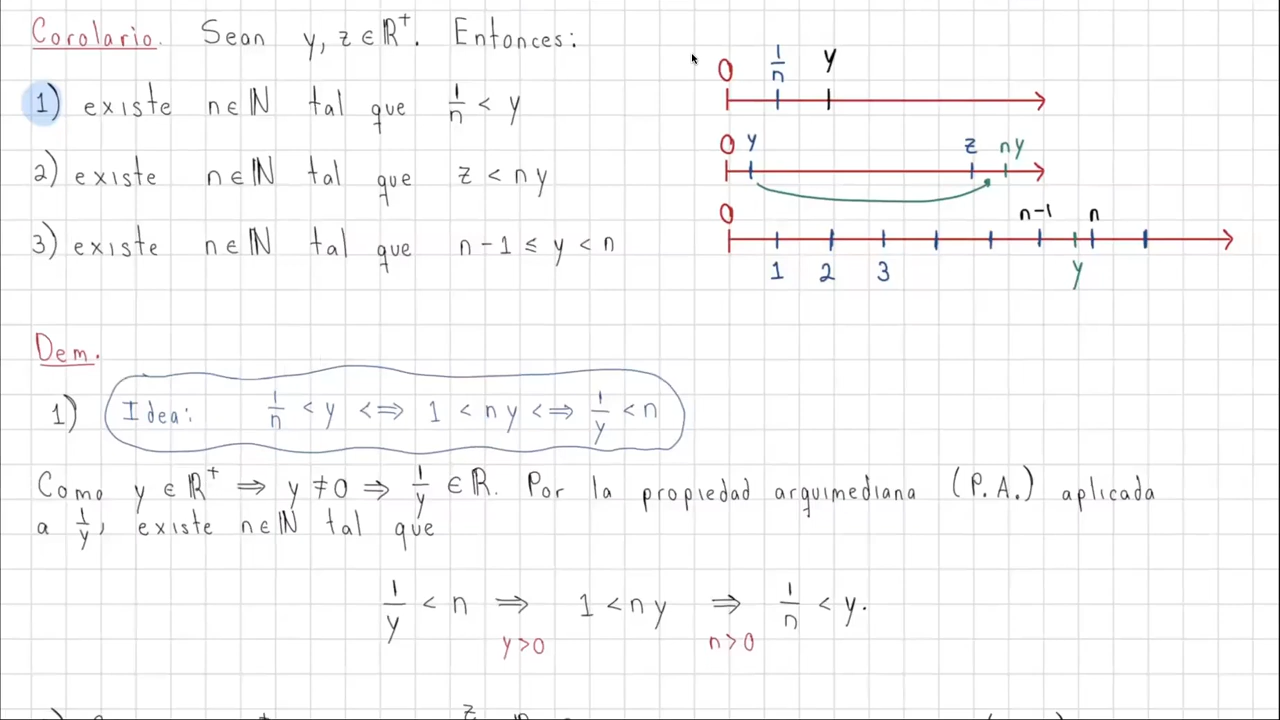 Corolario. Sean y, z ∈ ℝ⁺. Entonces:
1) existe n ∈ ℕ tal que 1/n < y
2) existe n ∈ ℕ tal que z < ny
3) existe n ∈ ℕ tal que n-1 ≤ y < n
0 1/n y
0 y z ny
0 n-1 n
1 2 3 y
Dem.
1) Idea: 1/n < y <=> 1 < ny <=> 1/y < n
Como y ∈ ℝ⁺ ⇒ y ≠ 0 ⇒ 1/y ∈ ℝ. Por la propiedad arquimediana (P.A.) aplicada
a 1/y, existe n ∈ ℕ tal que
1/y < n ⇒ 1 < ny ⇒ 1/n < y.
y>0 n>0